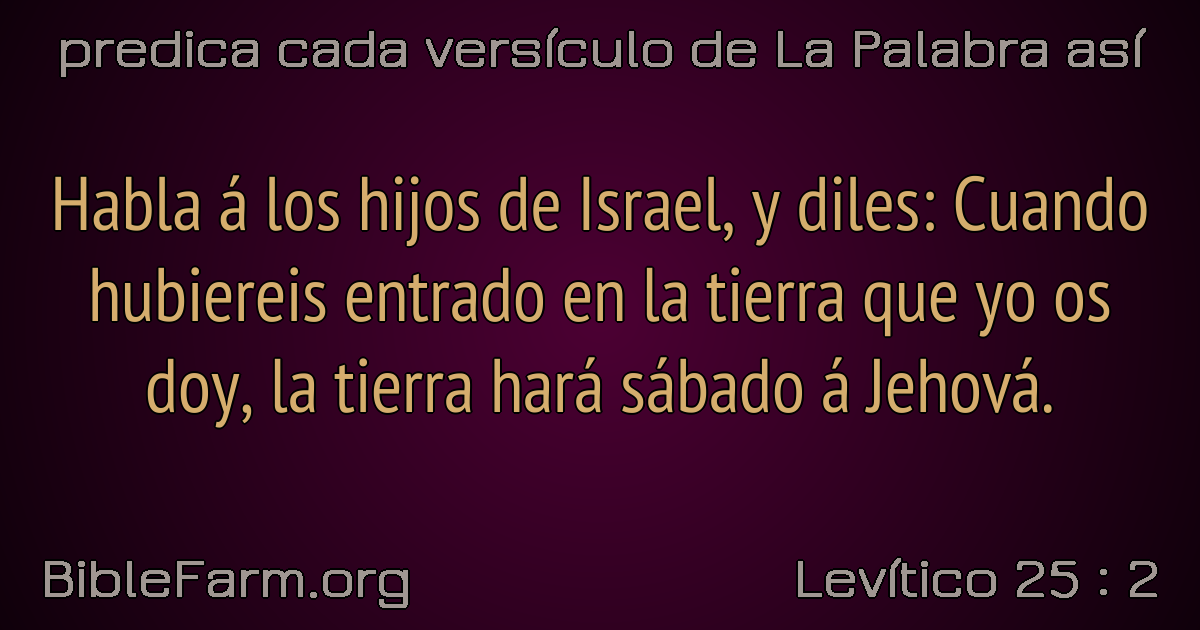 predica cada versículo de La Palabra así
Habla á los hijos de Israel, y diles: Cuando
hubiereis entrado en la tierra que yo os
doy, la tierra hará sábado á Jehová.
BibleFarm.org
Levítico 25 : 2